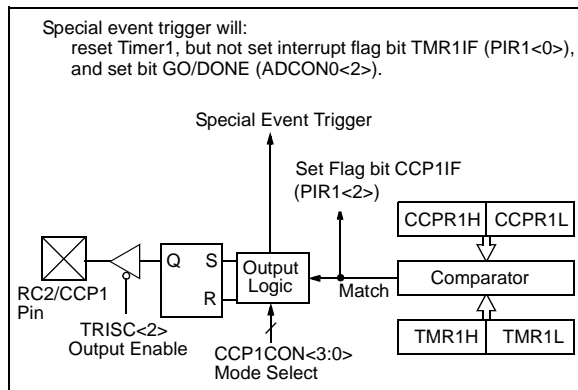 Special event trigger will:
reset Timer1, but not set interrupt flag bit TMR1IF (PIR1<0>),
and set bit GO/DONE (ADCON0<2>).
Special Event Trigger
Set Flag bit CCP1IF
(PIR1<2>)
CCPR1H CCPR1L
Q S Output
Logic
R
Match
Comparator
RC2/CCP1
Pin
TRISC<2>
Output Enable
CCP1CON<3:0>
Mode Select
TMR1H TMR1L